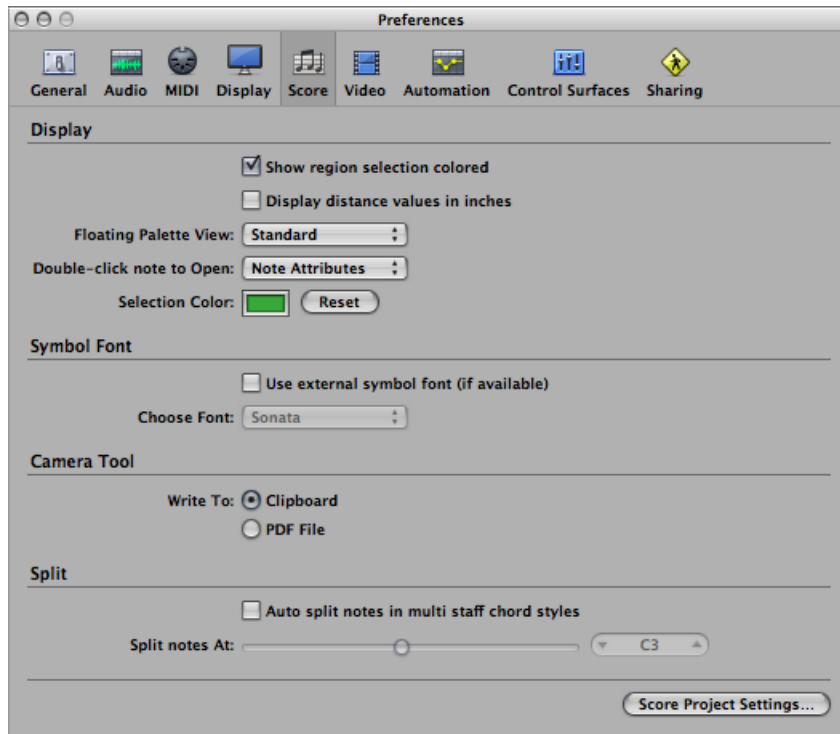 Preferences
General Audio MIDI Display Score Video Automation Control Surfaces Sharing
Display
Show region selection colored
Display distance values in inches
Floating Palette View: Standard
Double-click note to Open: Note Attributes
Selection Color: Reset
Symbol Font
Use external symbol font (if available)
Choose Font: Sonata
Camera Tool
Write To: Clipboard
PDF File
Split
Auto split notes in multi staff chord styles
Split notes At: C3
Score Project Settings...